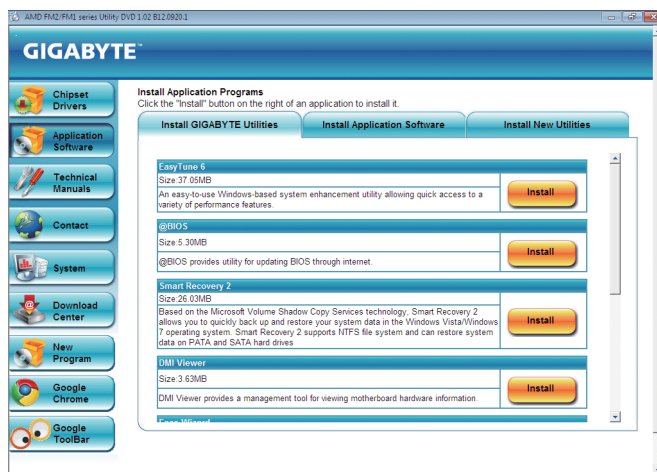 AMD FM2/FM1 series Utility DVD 1.02 B12.0920.1
GIGABYTE™
Chipset
Drivers
Application
Software
Technical
Manuals
Contact
System
Download
Center
New
Program
Google
Chrome
Google
ToolBar
Install Application Programs
Click the "Install" button on the right of an application to install it.
Install GIGABYTE Utilities
Install Application Software
Install New Utilities
EasyTune 6
Size:37.05MB
An easy-to-use Windows-based system enhancement utility allowing quick access to a
variety of performance features.
Install
@BIOS
Size:5.30MB
@BIOS provides utility for updating BIOS through internet.
Install
Smart Recovery 2
Size:26.03MB
Based on the Microsoft Volume Shadow Copy Services technology, Smart Recovery 2
allows you to quickly back up and restore your system data in the Windows Vista/Windows
7 operating system. Smart Recovery 2 supports NTFS file system and can restore system
data on PATA and SATA hard drives
Install
DMI Viewer
Size:3.63MB
DMI Viewer provides a management tool for viewing motherboard hardware information.
Install